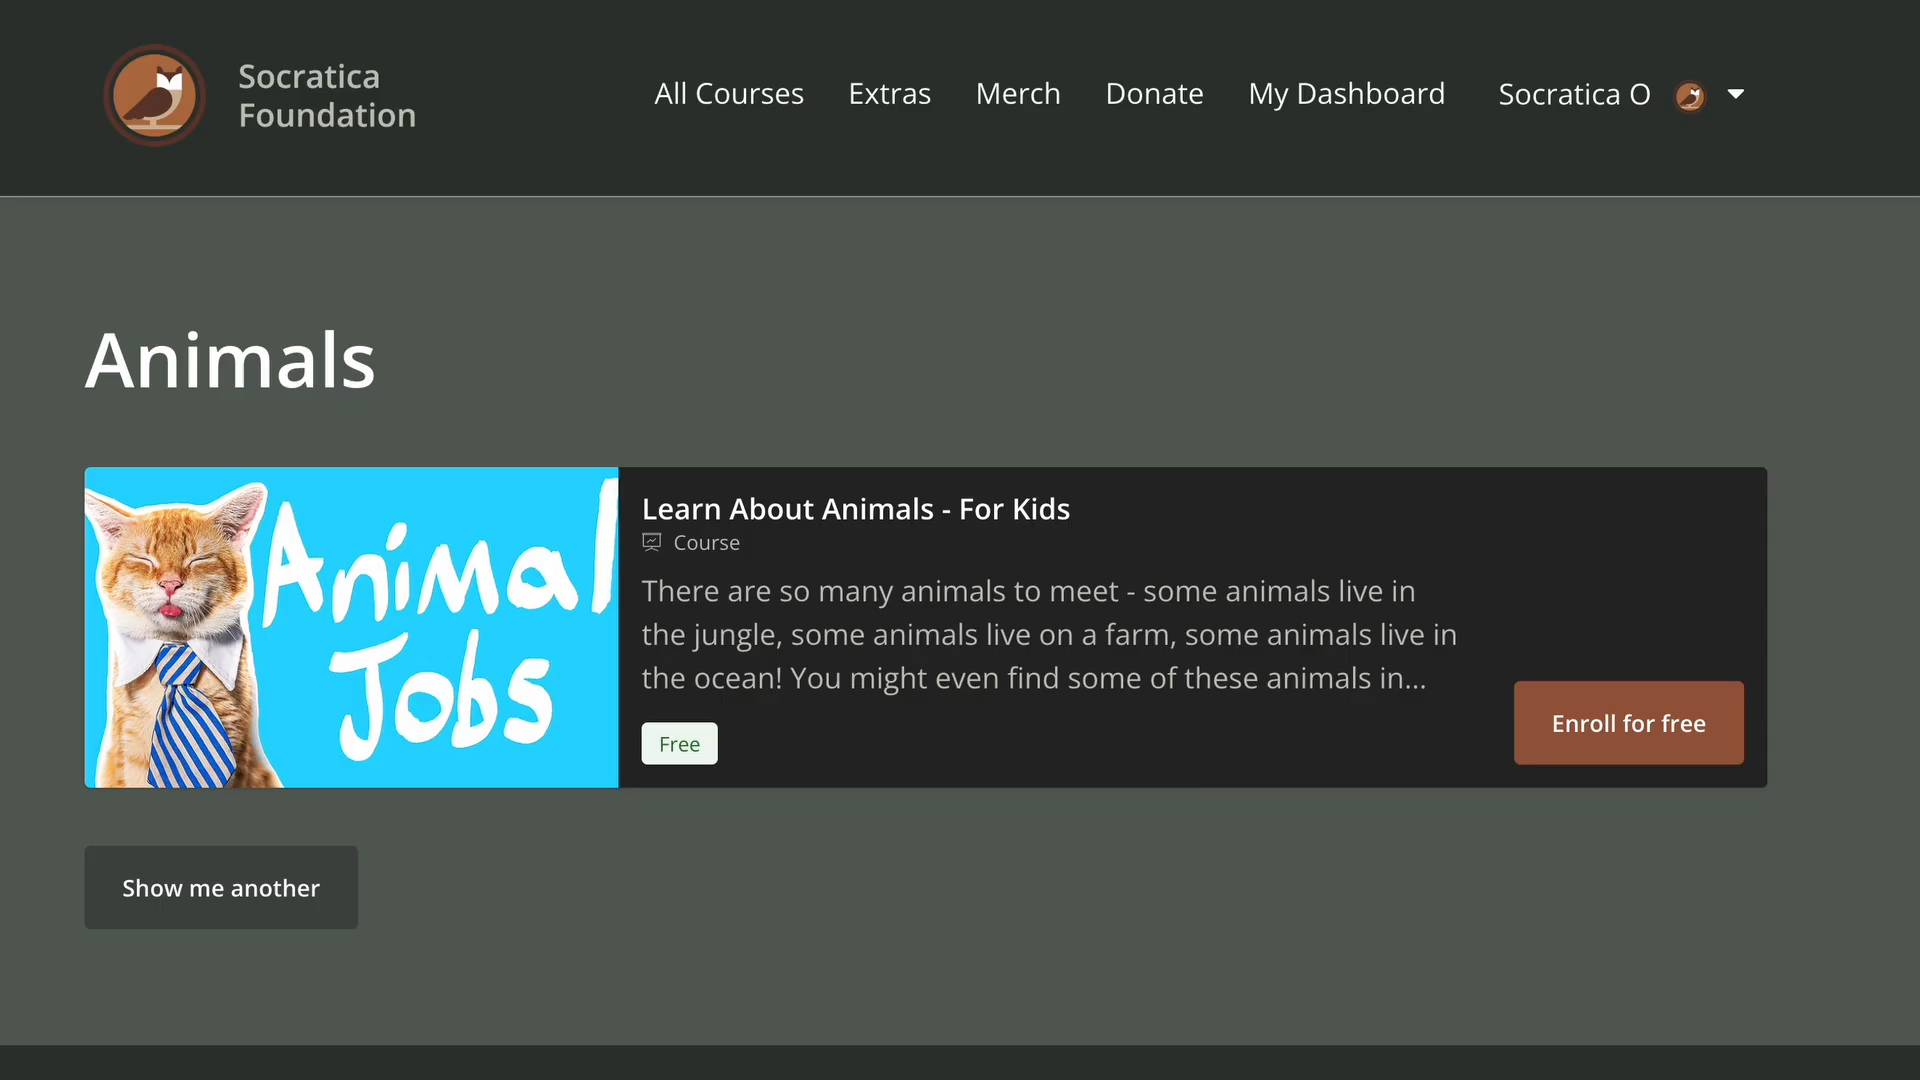 Socratica
Foundation
All Courses
Extras
Merch
Donate
My Dashboard
Socratica O
Animals
Animal
Jobs
Learn About Animals - For Kids
Course
There are so many animals to meet - some animals live in
the jungle, some animals live on a farm, some animals live in
the ocean! You might even find some of these animals in...
Free
Enroll for free
Show me another